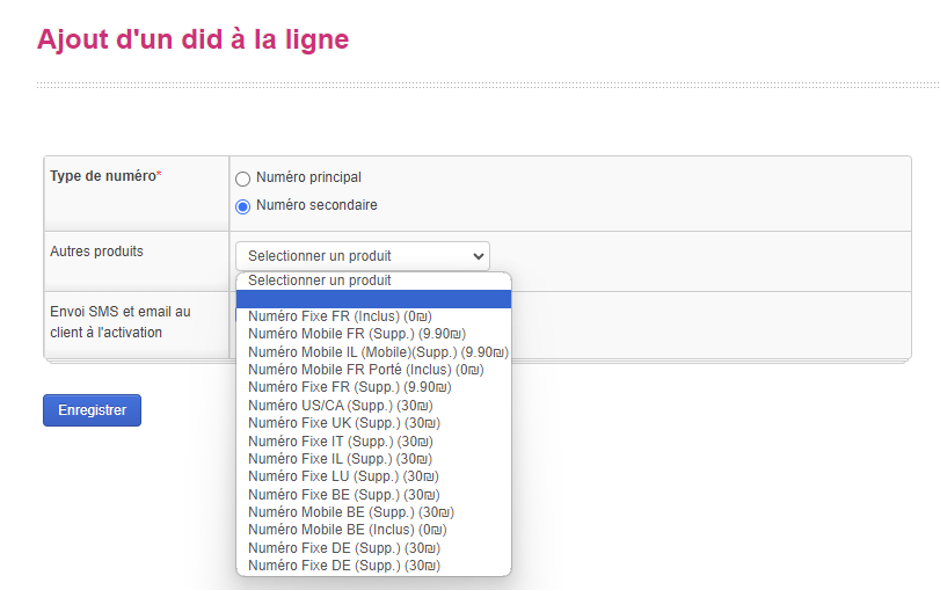 Ajout d'un did à la ligne
Type de numéro*
Numéro principal
Numéro secondaire
Autres produits
Selectionner un produit
Selectionner un produit
Numéro Fixe FR (Inclus) (0₪)
Numéro Mobile FR (Supp.) (9.90₪)
Numéro Mobile IL (Mobile)(Supp.) (9.90₪)
Numéro Mobile FR Porté (Inclus) (0₪)
Numéro Fixe FR (Supp.) (9.90₪)
Numéro US/CA (Supp.) (30₪)
Numéro Fixe UK (Supp.) (30₪)
Numéro Fixe IT (Supp.) (30₪)
Numéro Fixe IL (Supp.) (30₪)
Numéro Fixe LU (Supp.) (30₪)
Numéro Fixe BE (Supp.) (30₪)
Numéro Mobile BE (Supp.) (30₪)
Numéro Mobile BE (Inclus) (0₪)
Numéro Fixe DE (Supp.) (30₪)
Numéro Fixe DE (Supp.) (30₪)
Envoi SMS et email au
client à l'activation
Enregistrer